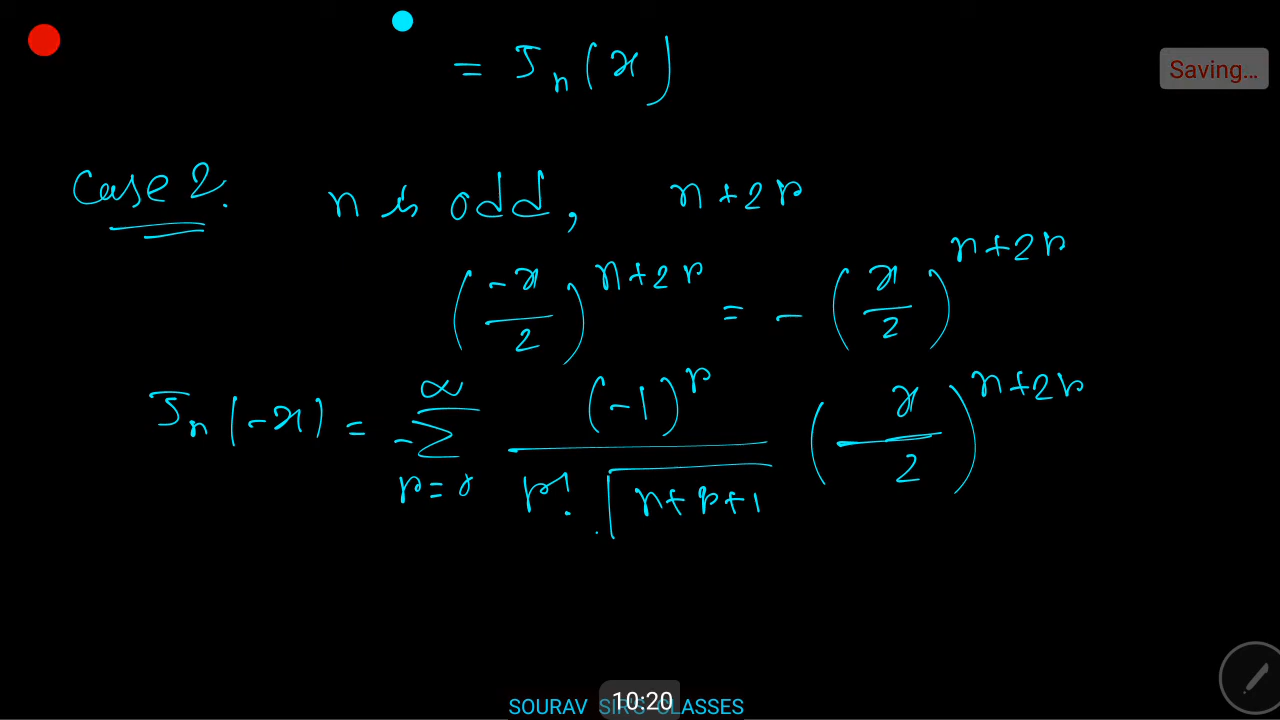 = J_n(x)
Saving...
Case 2: n is odd, n+2r
(-x/2)^{n+2r} = -(x/2)^{n+2r}
J_n(-x) = -∑_{r=0}^{∞} (-1)^r / (r! Γ(n+r+1)) (x/2)^{n+2r}
SOURAV SIR'S CLASSES
10:20